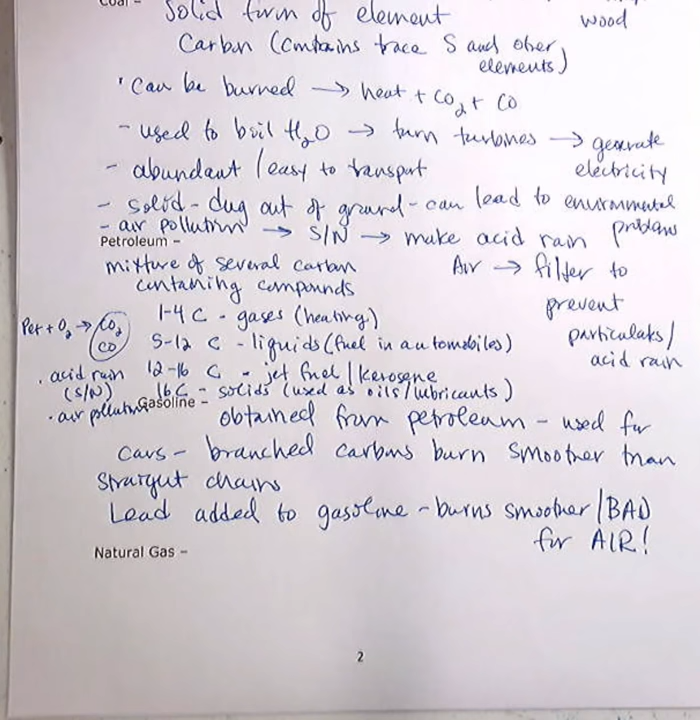 Coal - solid form of element wood
Carbon (contains trace S and other elements)
· Can be burned → heat + CO2 + CO
- used to boil H2O → turn turbines → generate electricity
- abundant / easy to transport
- solid - dug out of ground - can lead to environmental problems
- air pollution → S/N → make acid rain
Petroleum -
mixture of several carbon containing compounds
Air → filter to prevent particulates/ acid rain
1-4 C - gases (heating)
Pet + O2 → CO2 CO
5-12 C - liquids (fuel in automobiles)
· acid rain (S/N)
12-16 C - jet fuel / kerosene
16 C - solids (used as oils/lubricants)
· air pollution
Gasoline -
obtained from petroleum - used for
cars - branched carbons burn smoother than
straight chains
Lead added to gasoline - burns smoother / BAD
for AIR!
Natural Gas -
2